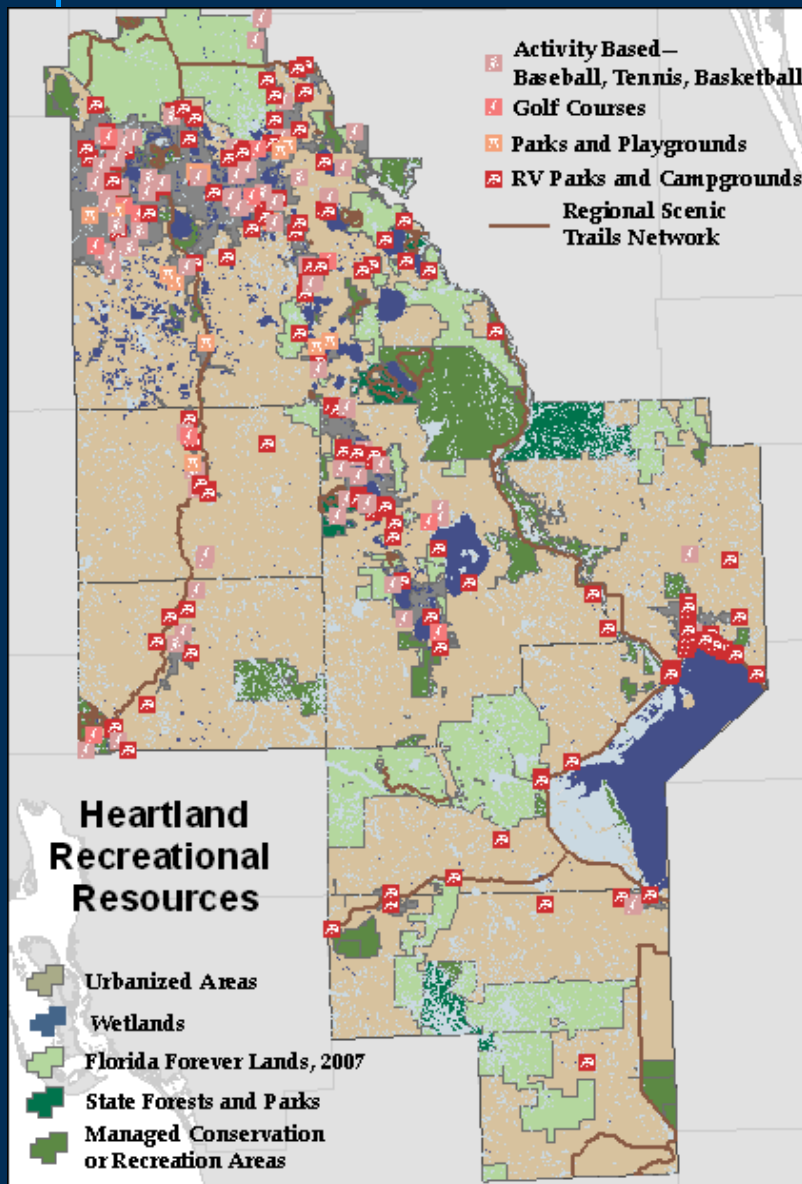 Activity Based–
Baseball, Tennis, Basketball
Golf Courses
Parks and Playgrounds
RV Parks and Campgrounds
Regional Scenic
Trails Network
Heartland
Recreational
Resources
Urbanized Areas
Wetlands
Florida Forever Lands, 2007
State Forests and Parks
Managed Conservation
or Recreation Areas